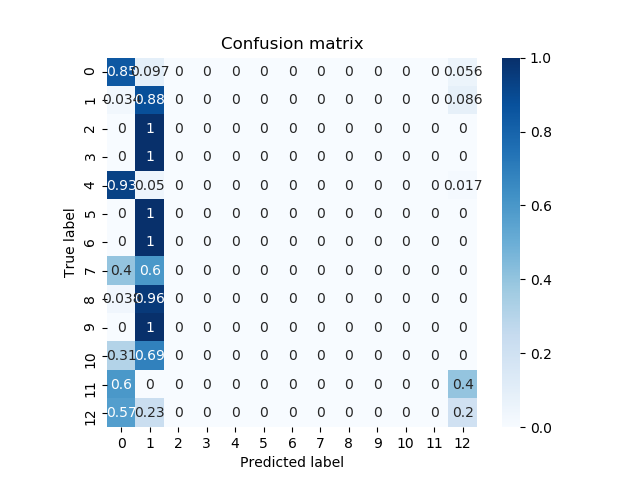 Confusion matrix
0 0.85 0.097 0 0 0 0 0 0 0 0 0 0 0.056
1 0.88 0 0 0 0 0 0 0 0 0 0 0.086
2 0 1 0 0 0 0 0 0 0 0 0 0 0
3 0 1 0 0 0 0 0 0 0 0 0 0 0
4 0.93 0.05 0 0 0 0 0 0 0 0 0 0 0.017
5 0 1 0 0 0 0 0 0 0 0 0 0 0
6 0 1 0 0 0 0 0 0 0 0 0 0 0
7 0.4 0.6 0 0 0 0 0 0 0 0 0 0 0
8 0.96 0 0 0 0 0 0 0 0 0 0 0
9 0 1 0 0 0 0 0 0 0 0 0 0 0
10 0.31 0.69 0 0 0 0 0 0 0 0 0 0 0
11 0.6 0 0 0 0 0 0 0 0 0 0 0 0.4
12 0.57 0.23 0 0 0 0 0 0 0 0 0 0 0.2
0 1 2 3 4 5 6 7 8 9 10 11 12
Predicted label
True label
1.0
0.8
0.6
0.4
0.2
0.0